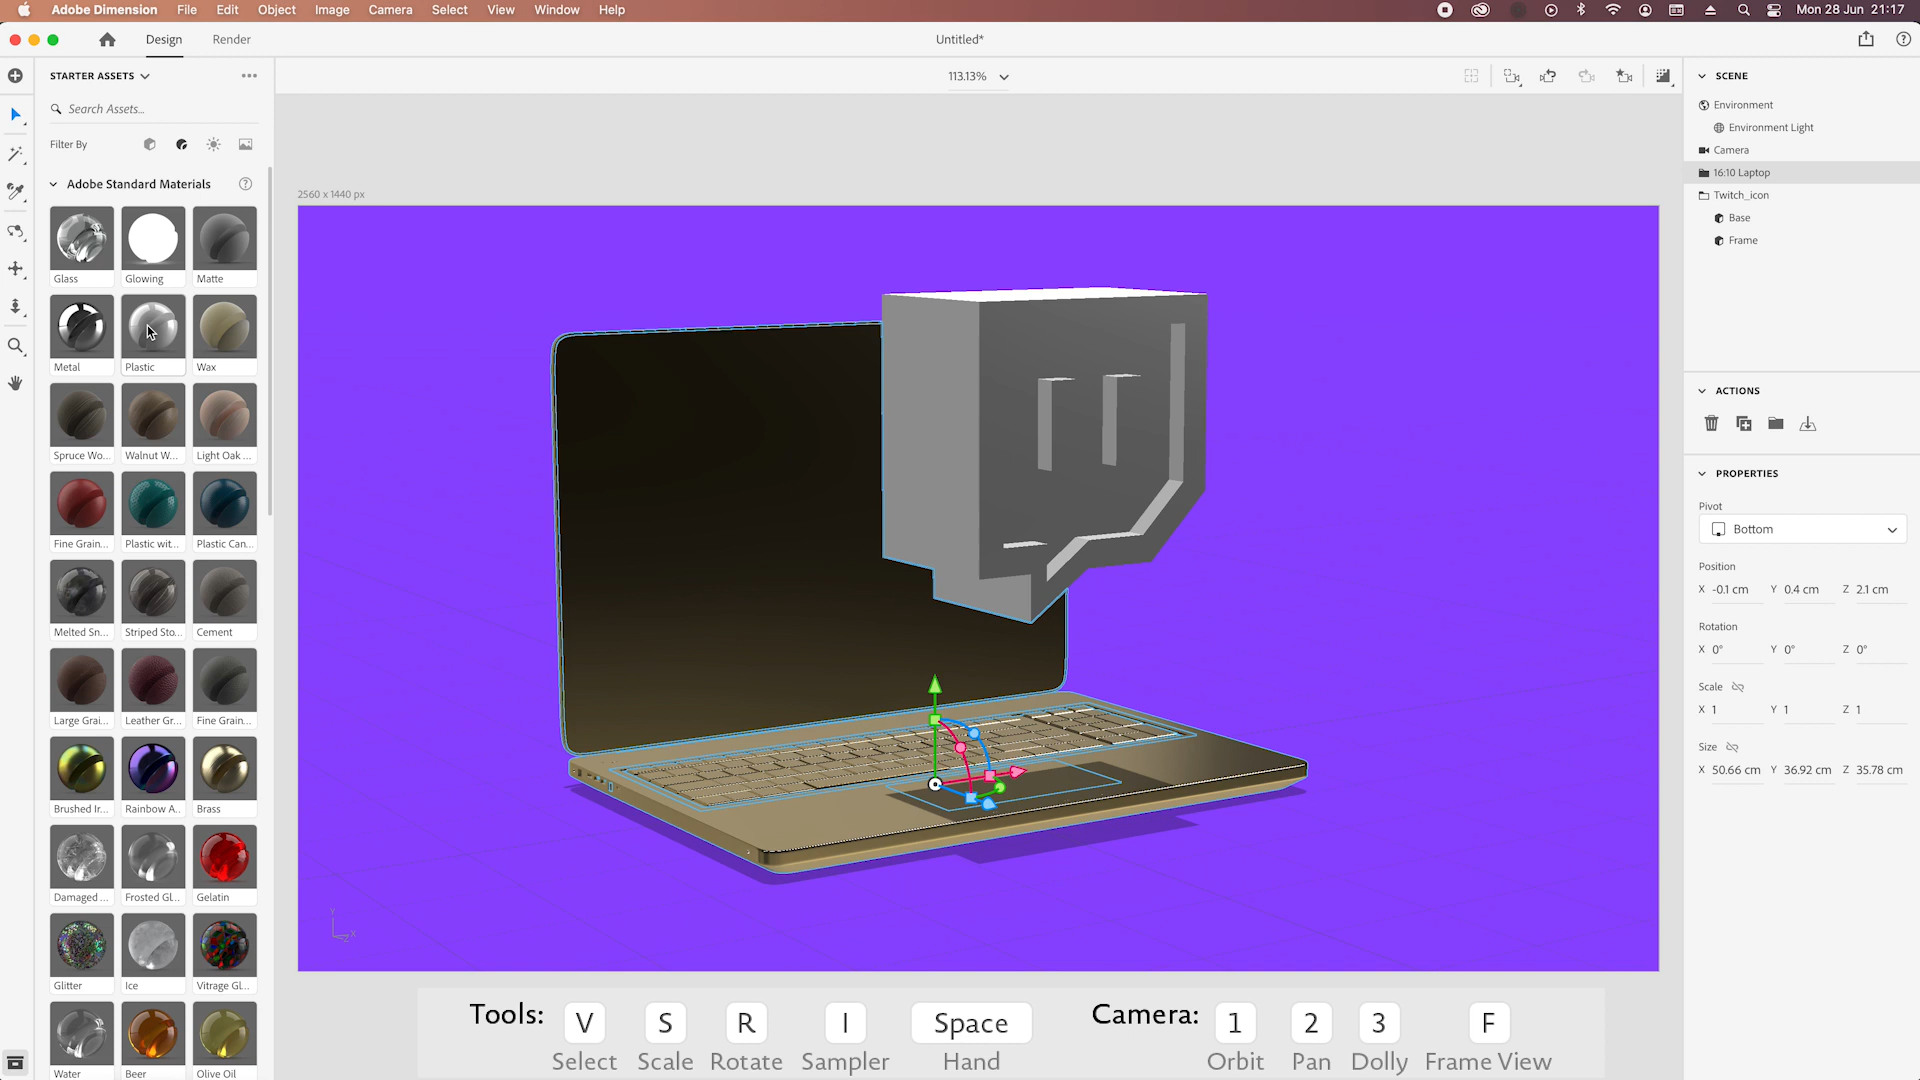 Adobe Dimension File Edit Object Image Camera Select View Window Help Mon 28 Jun 21:17
Design Render Untitled*
STARTER ASSETS
113.13%
Search Assets...
Filter By
Adobe Standard Materials
Glass Glowing Matte
Metal Plastic Wax
Spruce Wo... Walnut W... Light Oak ...
Fine Grain... Plastic wit... Plastic Can...
Melted Sn... Striped Sto... Cement
Large Grai... Leather Gr... Fine Grain...
Brushed Ir... Rainbow A... Brass
Damaged ... Frosted Gl... Gelatin
Glitter Ice Vitrage Gl...
Water Beer Olive Oil
2560 x 1440 px
Y
X
Z
Tools: V S R I Space Camera: 1 2 3 F
Select Scale Rotate Sampler Hand Orbit Pan Dolly Frame View
SCENE
Environment
Environment Light
Camera
16:10 Laptop
Twitch_icon
Base
Frame
ACTIONS
PROPERTIES
Pivot
Bottom
Position
X -0.1 cm Y 0.4 cm Z 2.1 cm
Rotation
X 0° Y 0° Z 0°
Scale
X 1 Y 1 Z 1
Size
X 50.66 cm Y 36.92 cm Z 35.78 cm